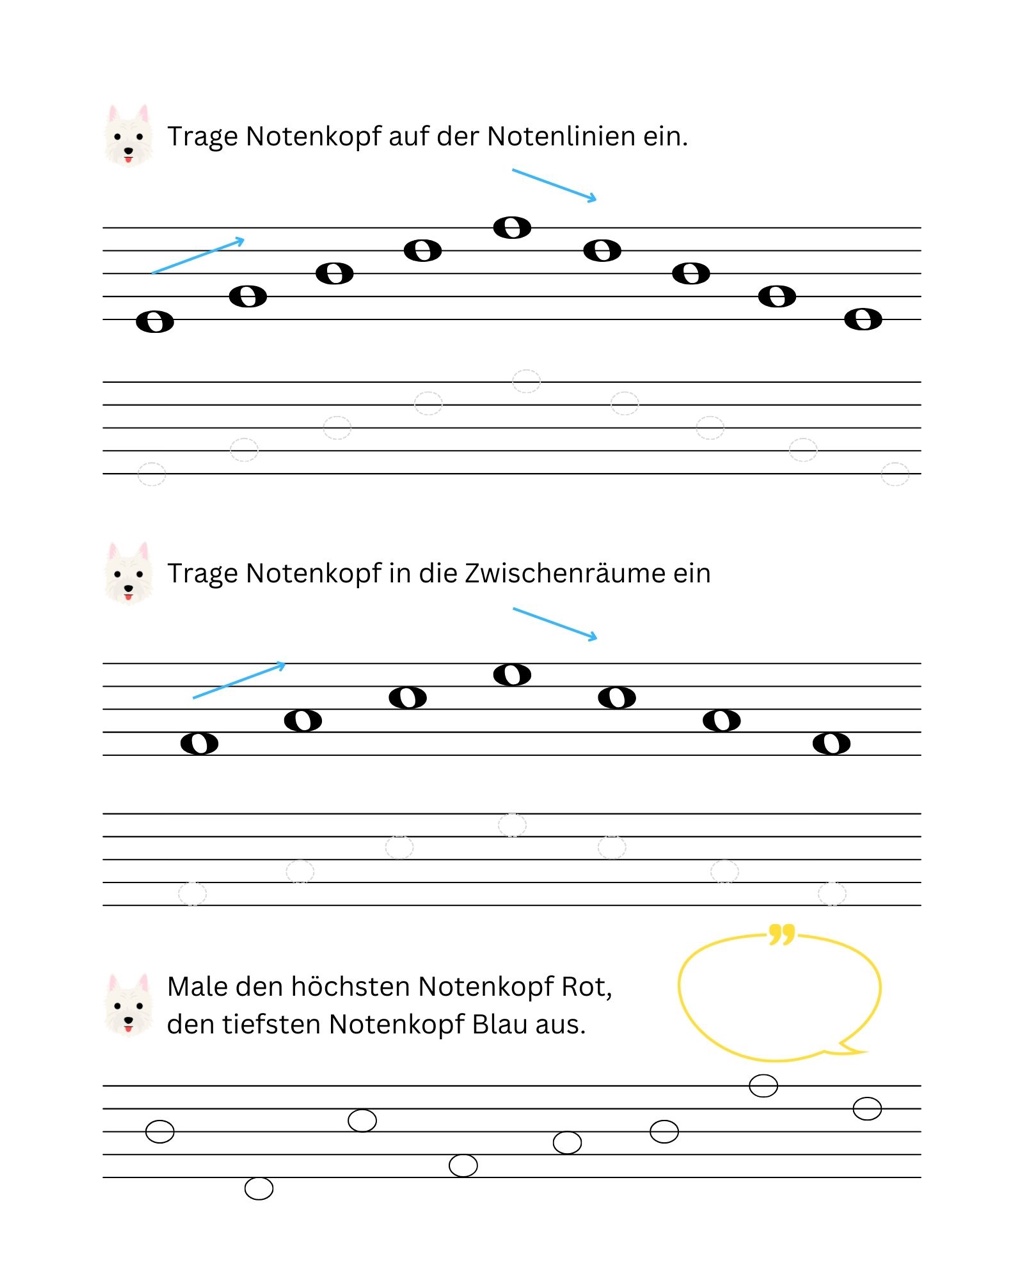 Trage Notenkopf auf der Notenlinien ein.
Trage Notenkopf in die Zwischenräume ein
Male den höchsten Notenkopf Rot,
den tiefsten Notenkopf Blau aus.